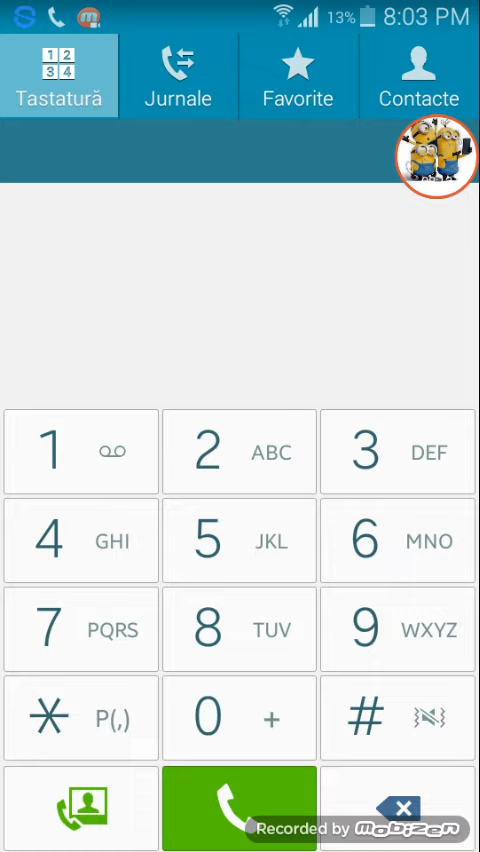 13% 8:03 PM
1 2
3 4
Tastatură Jurnale Favorite Contacte
1 2 ABC 3 DEF
4 GHI 5 JKL 6 MNO
7 PQRS 8 TUV 9 WXYZ
* P(,) 0 + #
Recorded by mobizen